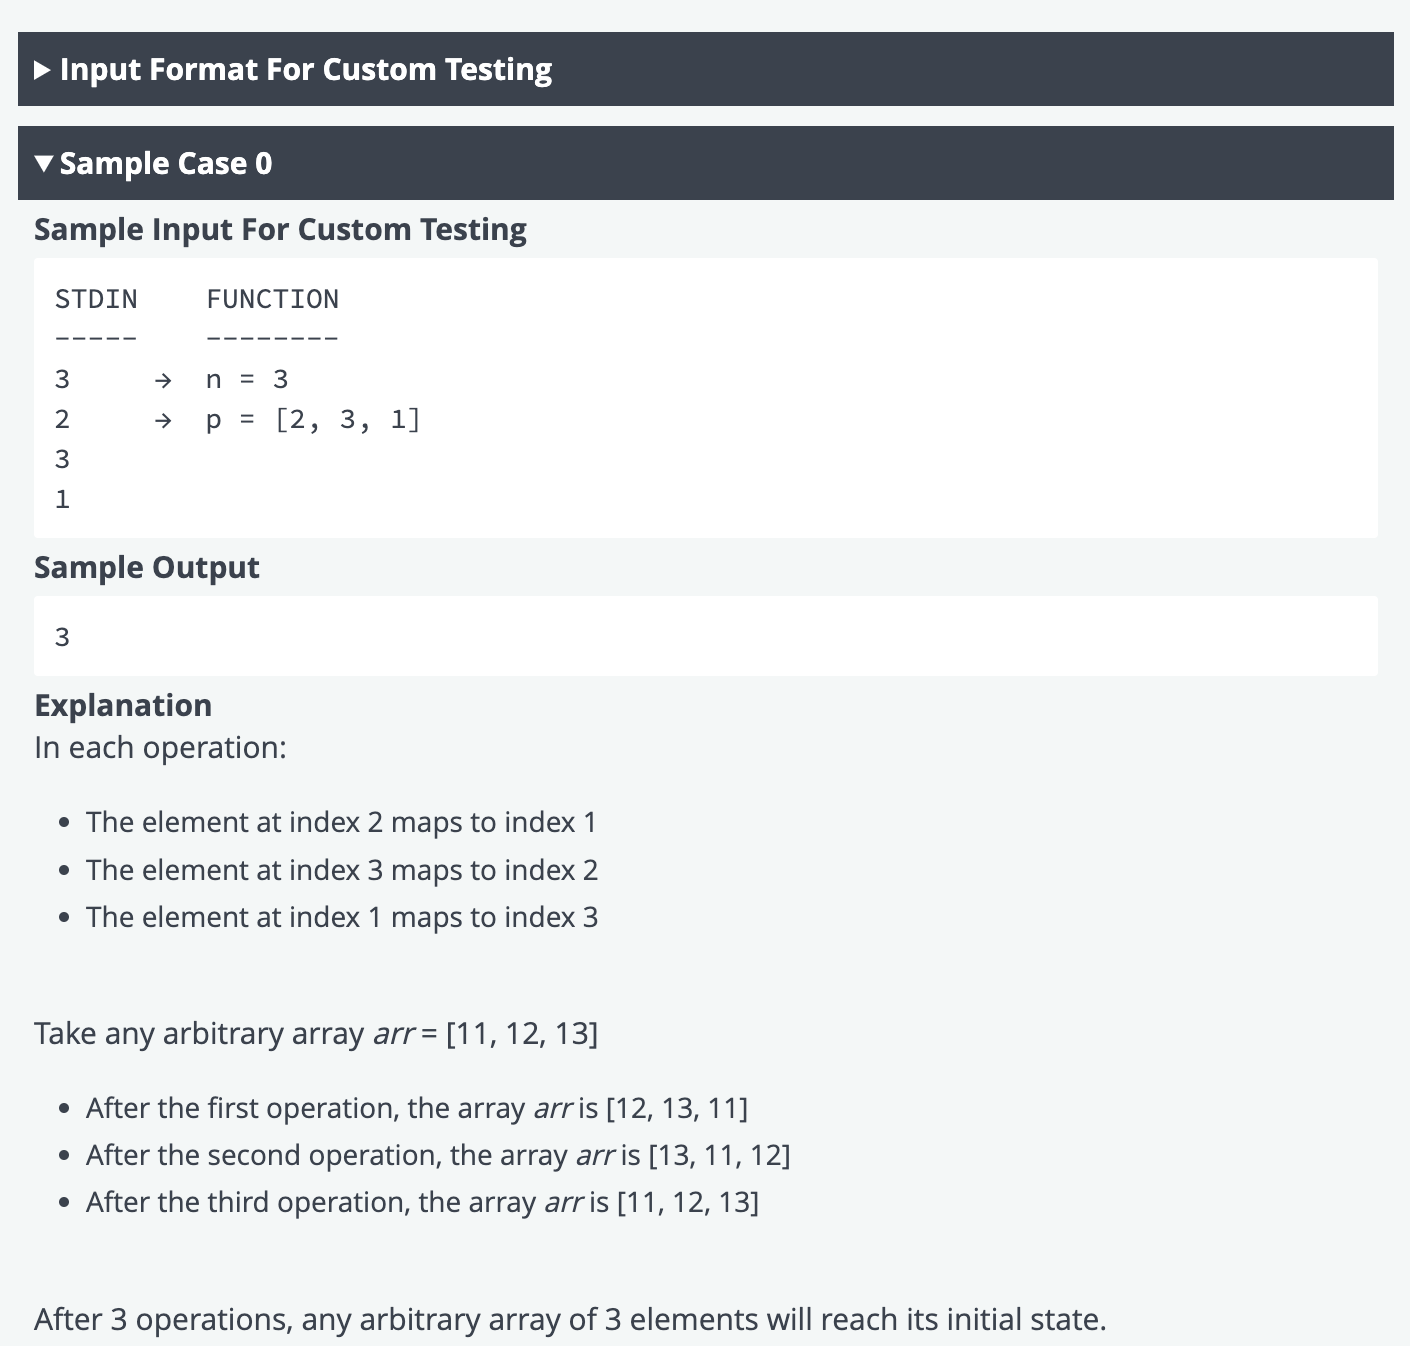 ▶ Input Format For Custom Testing
▼ Sample Case 0
Sample Input For Custom Testing
STDIN    FUNCTION
-----    --------
3     →  n = 3
2     →  p = [2, 3, 1]
3
1
Sample Output
3
Explanation
In each operation:
• The element at index 2 maps to index 1
• The element at index 3 maps to index 2
• The element at index 1 maps to index 3
Take any arbitrary array arr = [11, 12, 13]
• After the first operation, the array arr is [12, 13, 11]
• After the second operation, the array arr is [13, 11, 12]
• After the third operation, the array arr is [11, 12, 13]
After 3 operations, any arbitrary array of 3 elements will reach its initial state.